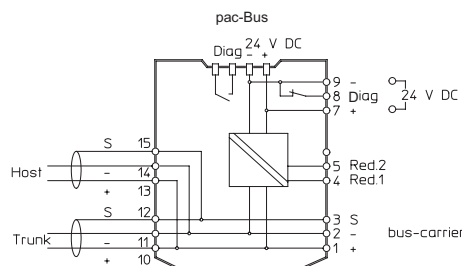 pac-Bus
Diag 24 V DC
- +
9 -
8 Diag 24 V DC
7 +
S 15
Host - 14
+ 13
5 Red.2
4 Red.1
S 12
3 S
Trunk - 11
2 - bus-carrier
1 +
+ 10